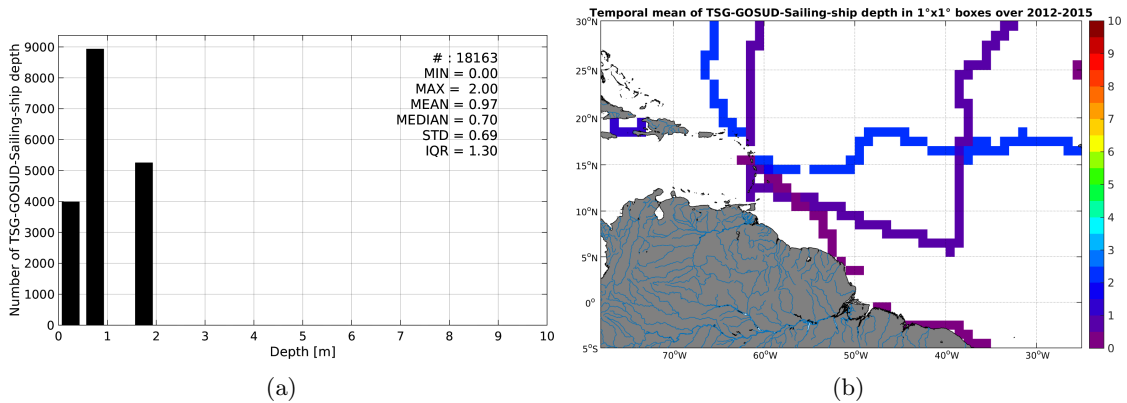 Number of TSG-GOSUD-Sailing-ship depth
9000
8000
7000
6000
5000
4000
3000
2000
1000
0
0 1 2 3 4 5 6 7 8 9 10
Depth [m]
# : 18163
MIN = 0.00
MAX = 2.00
MEAN = 0.97
MEDIAN = 0.70
STD = 0.69
IQR = 1.30
(a)
Temporal mean of TSG-GOSUD-Sailing-ship depth in 1°x1° boxes over 2012-2015
30°N
25°N
20°N
15°N
10°N
5°N
0°
5°S
70°W 60°W 50°W 40°W 30°W
10
9
8
7
6
5
4
3
2
1
0
(b)